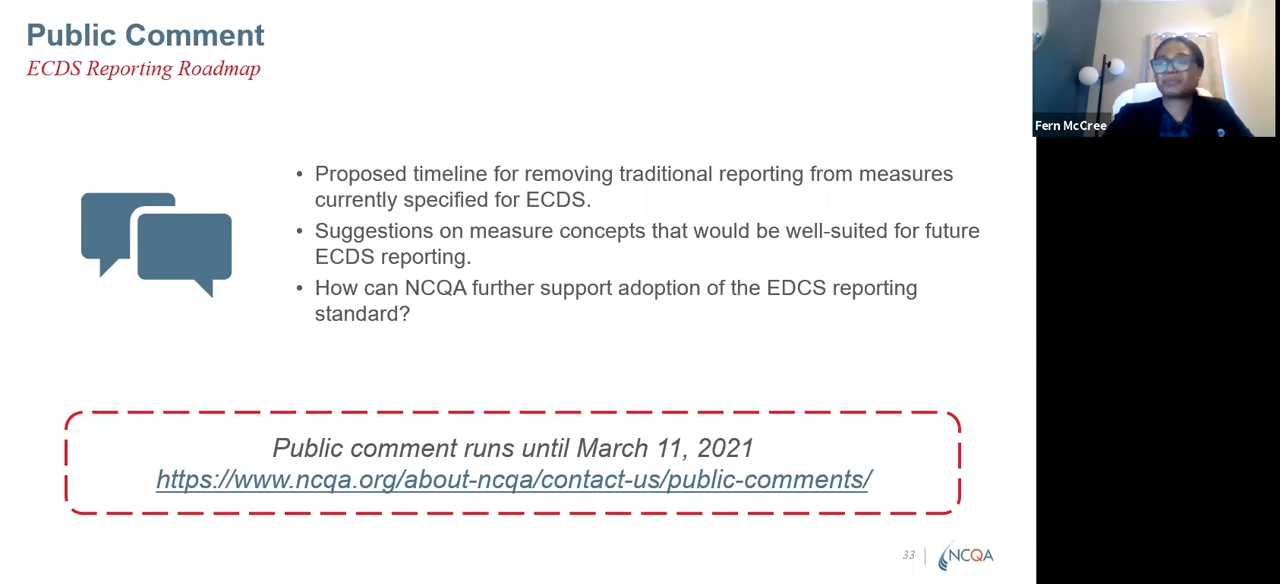 Public Comment
ECDS Reporting Roadmap
Fern McCree
• Proposed timeline for removing traditional reporting from measures
currently specified for ECDS.
• Suggestions on measure concepts that would be well-suited for future
ECDS reporting.
• How can NCQA further support adoption of the EDCS reporting
standard?
Public comment runs until March 11, 2021
https://www.ncqa.org/about-ncqa/contact-us/public-comments/
33 | NCQA